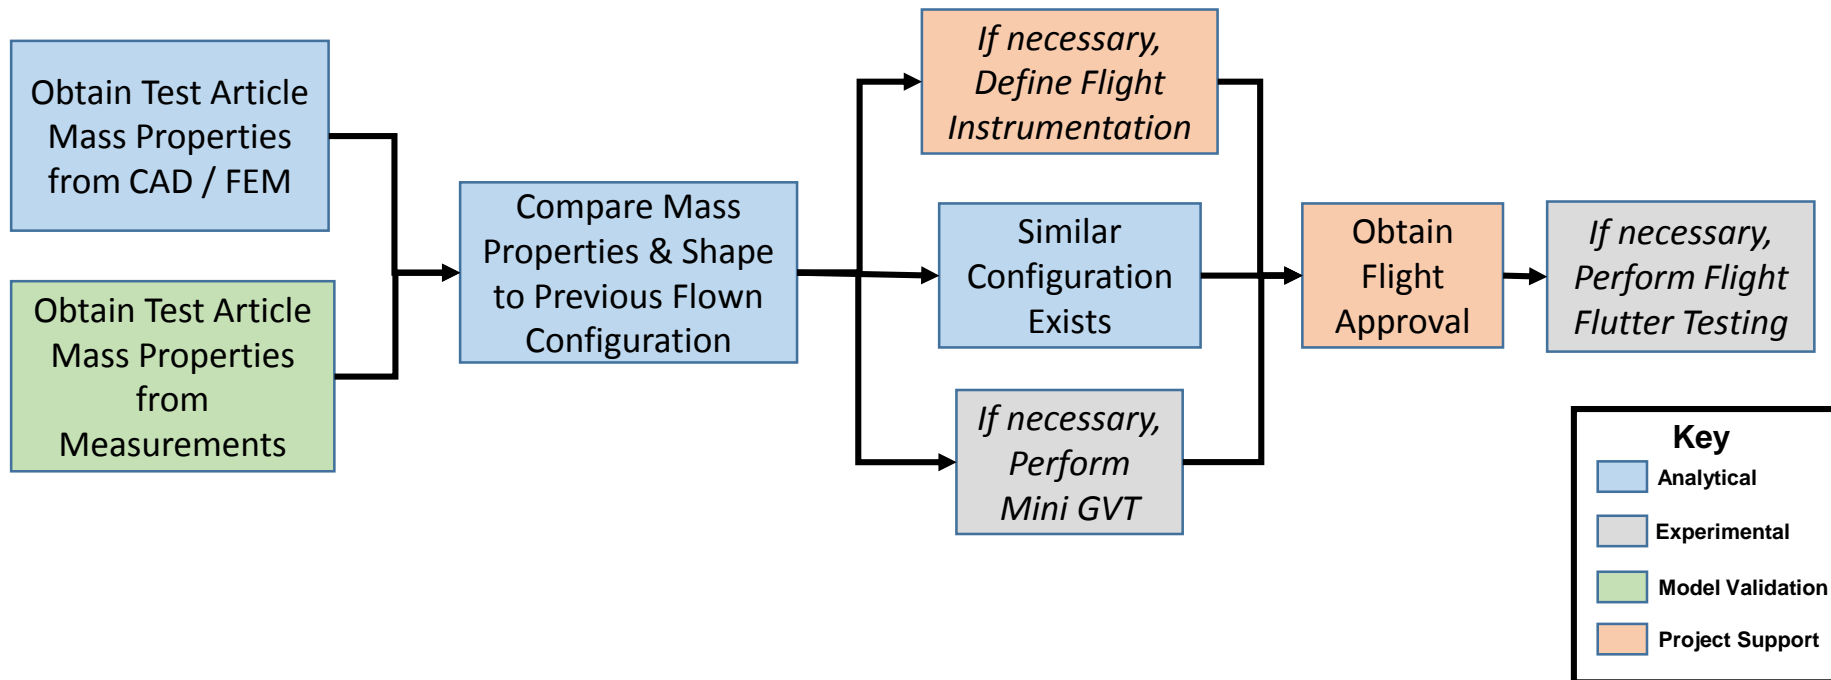 Obtain Test Article
Mass Properties
from CAD / FEM
Obtain Test Article
Mass Properties
from
Measurements
Compare Mass
Properties & Shape
to Previous Flown
Configuration
If necessary,
Define Flight
Instrumentation
Similar
Configuration
Exists
If necessary,
Perform
Mini GVT
Obtain
Flight
Approval
If necessary,
Perform Flight
Flutter Testing
Key
Analytical
Experimental
Model Validation
Project Support